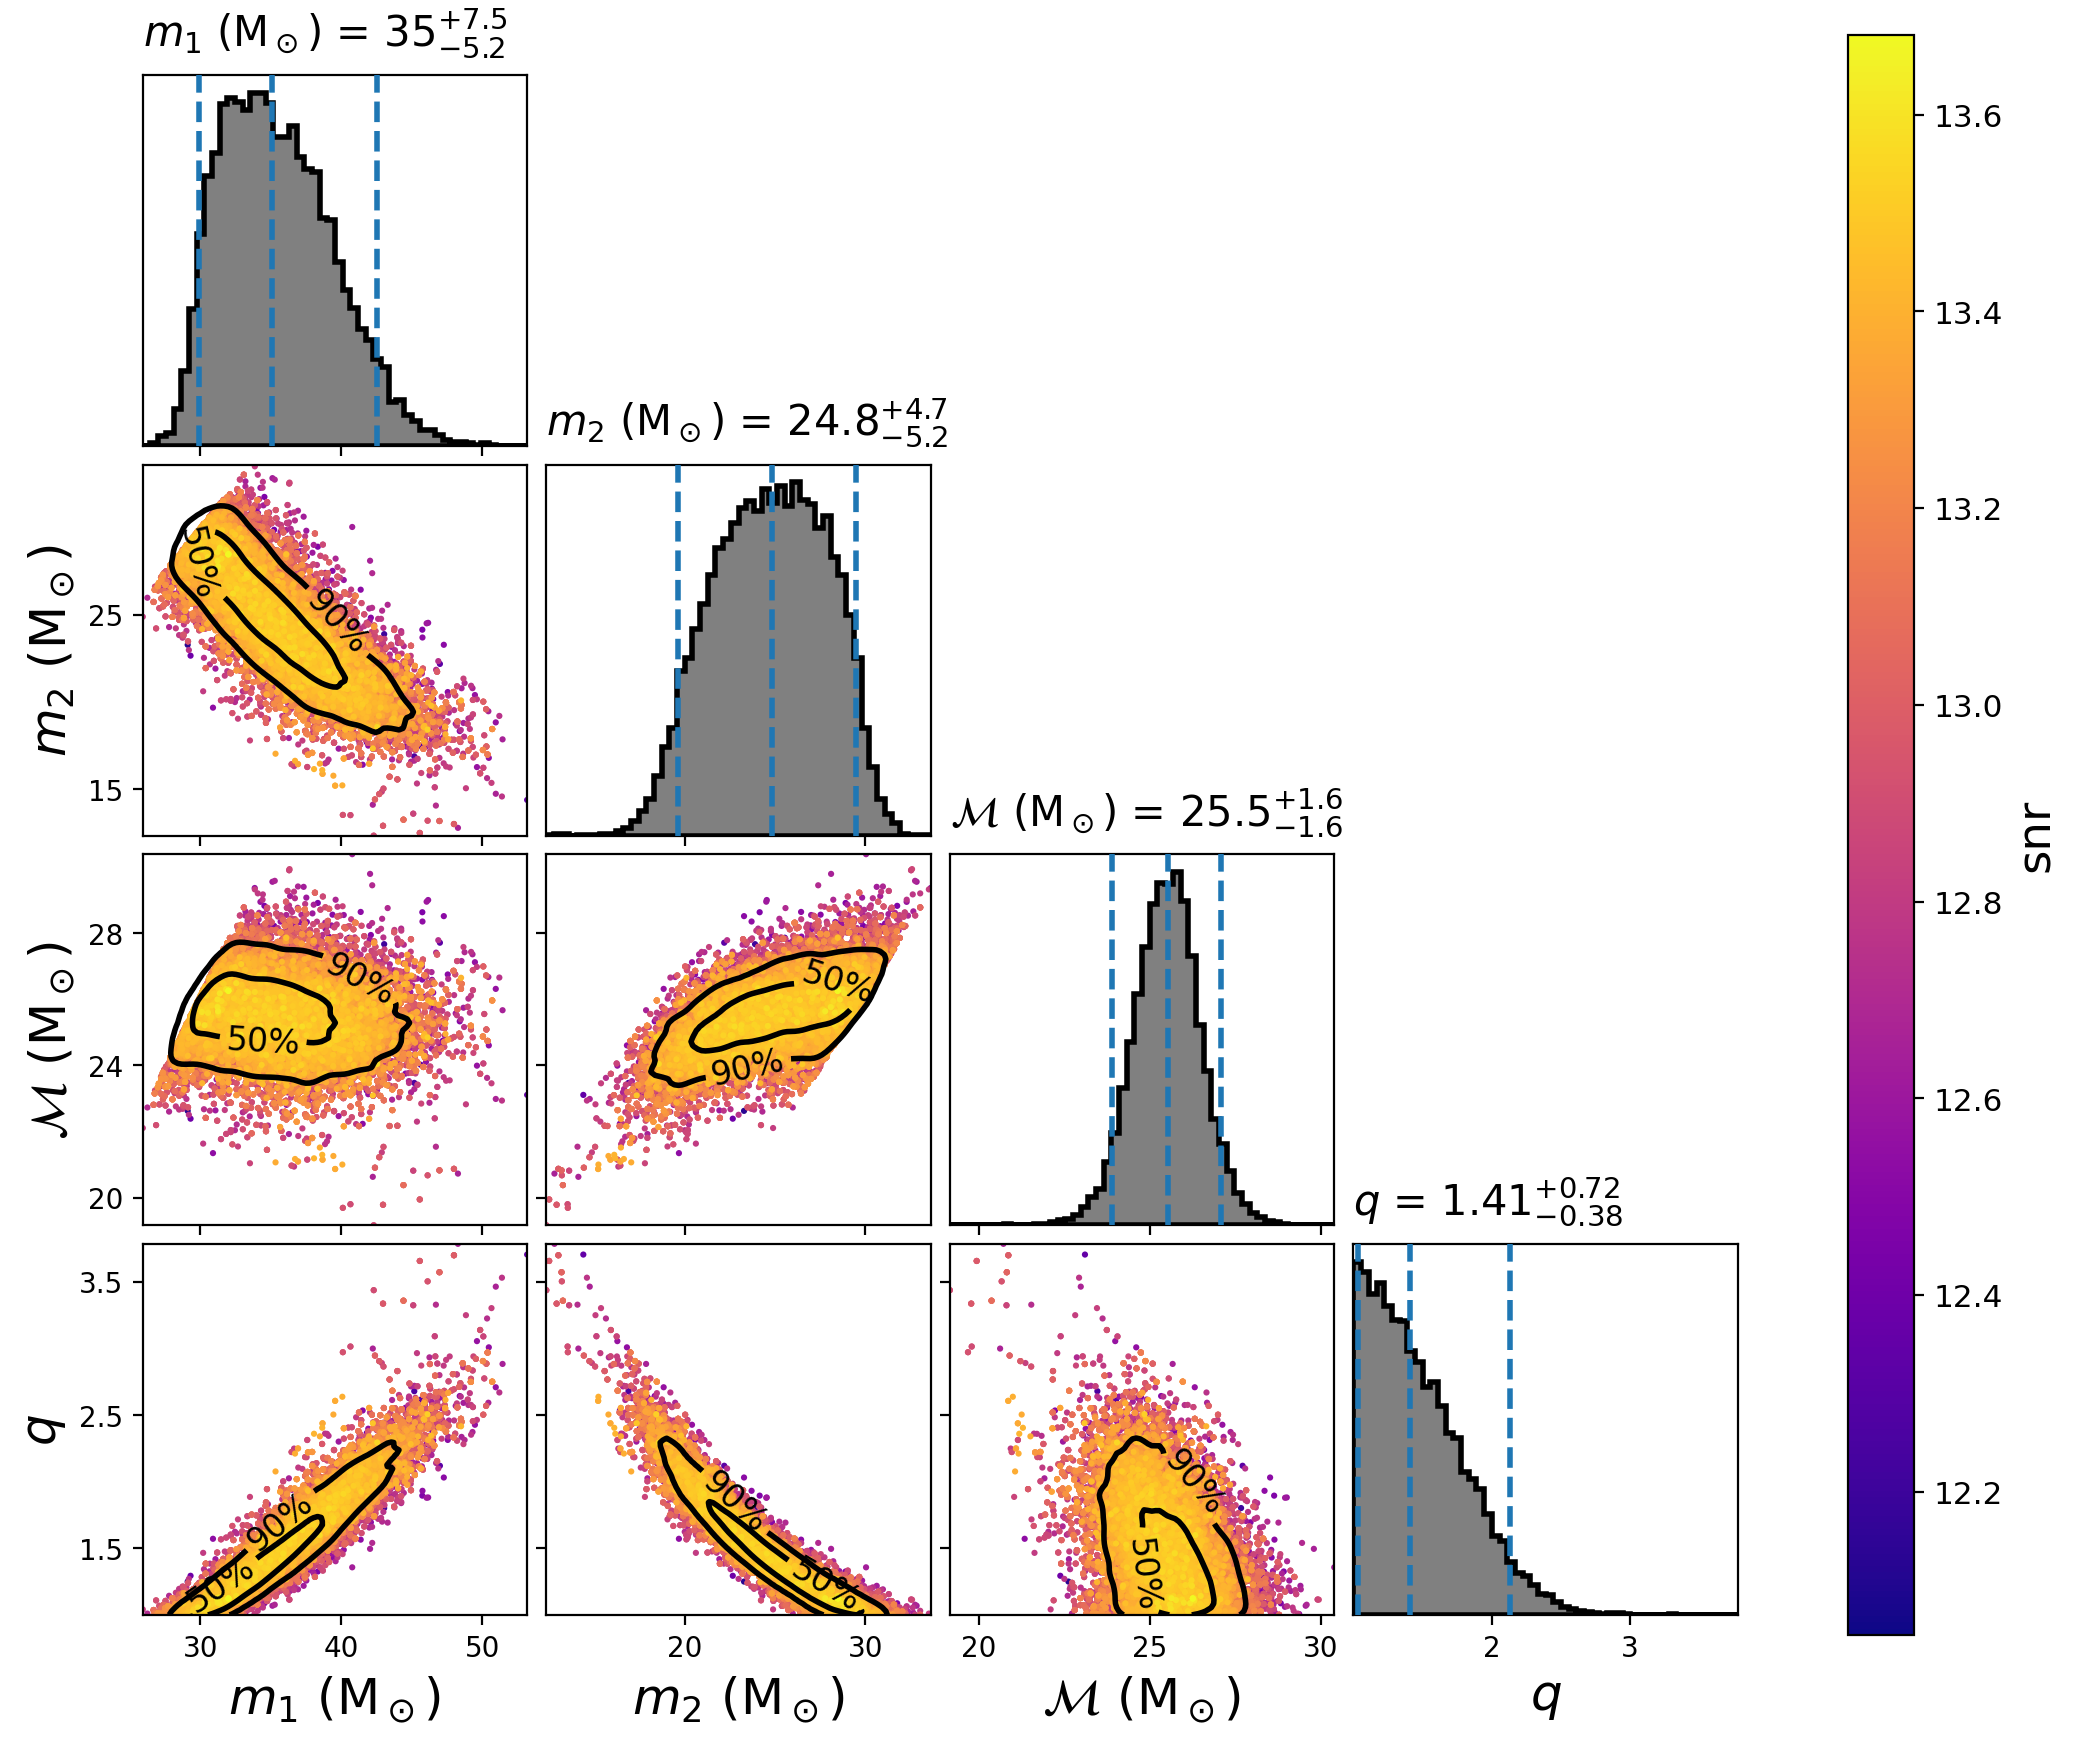 m₁ (M⊙) = 35+7.5−5.2
13.6
13.4
13.2
13.0
12.8
12.6
12.4
12.2
snr
m₂ (M⊙) = 24.8+4.7−5.2
m₂ (M⊙)
25
15
50%
90%
ℳ (M⊙) = 25.5+1.6−1.6
ℳ (M⊙)
28
24
20
90%
50%
50%
90%
q = 1.41+0.72−0.38
q
3.5
2.5
1.5
90%
50%
90%
50%
90%
50%
30 40 50
20 30
20 25 30
2 3
m₁ (M⊙)
m₂ (M⊙)
ℳ (M⊙)
q